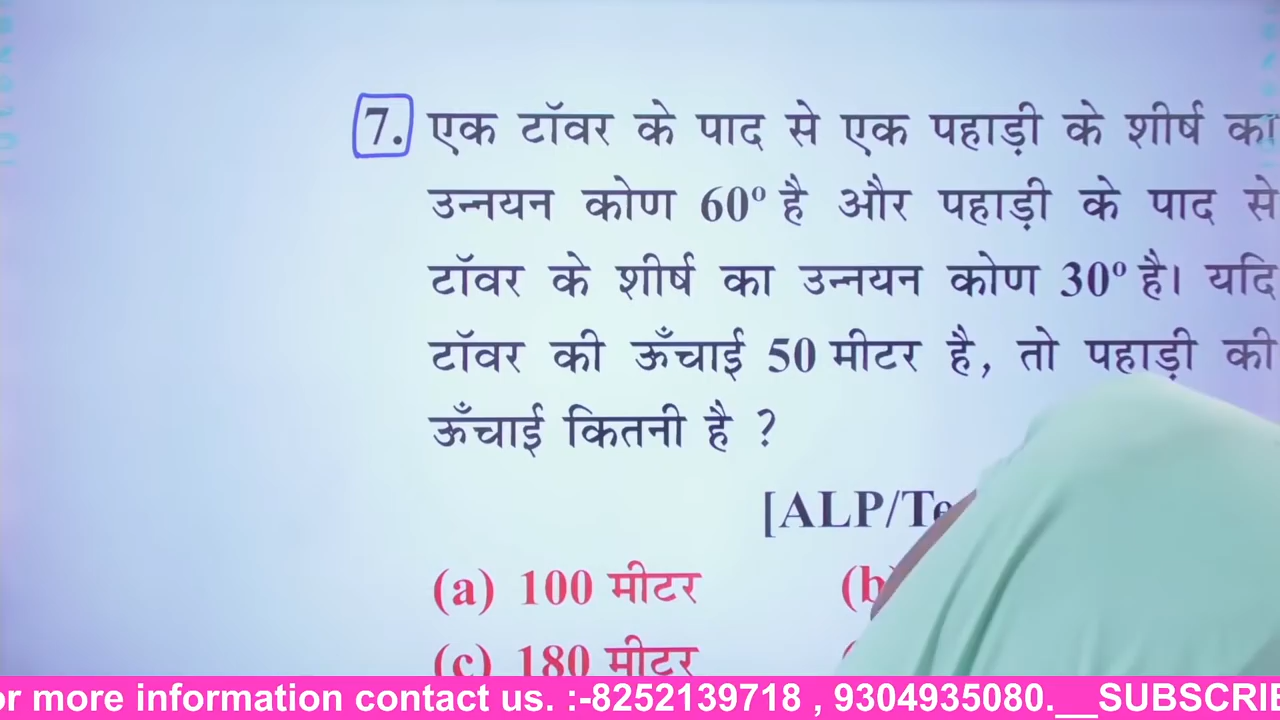 7. एक टॉवर के पाद से एक पहाड़ी के शीर्ष का
उन्नयन कोण 60° है और पहाड़ी के पाद से
टॉवर के शीर्ष का उन्नयन कोण 30° है। यदि
टॉवर की ऊँचाई 50 मीटर है, तो पहाड़ी की
ऊँचाई कितनी है ?
[ALP/Te
(a) 100 मीटर (b)
(c) 180 मीटर
or more information contact us. :-8252139718 , 9304935080.__SUBSCRIBE